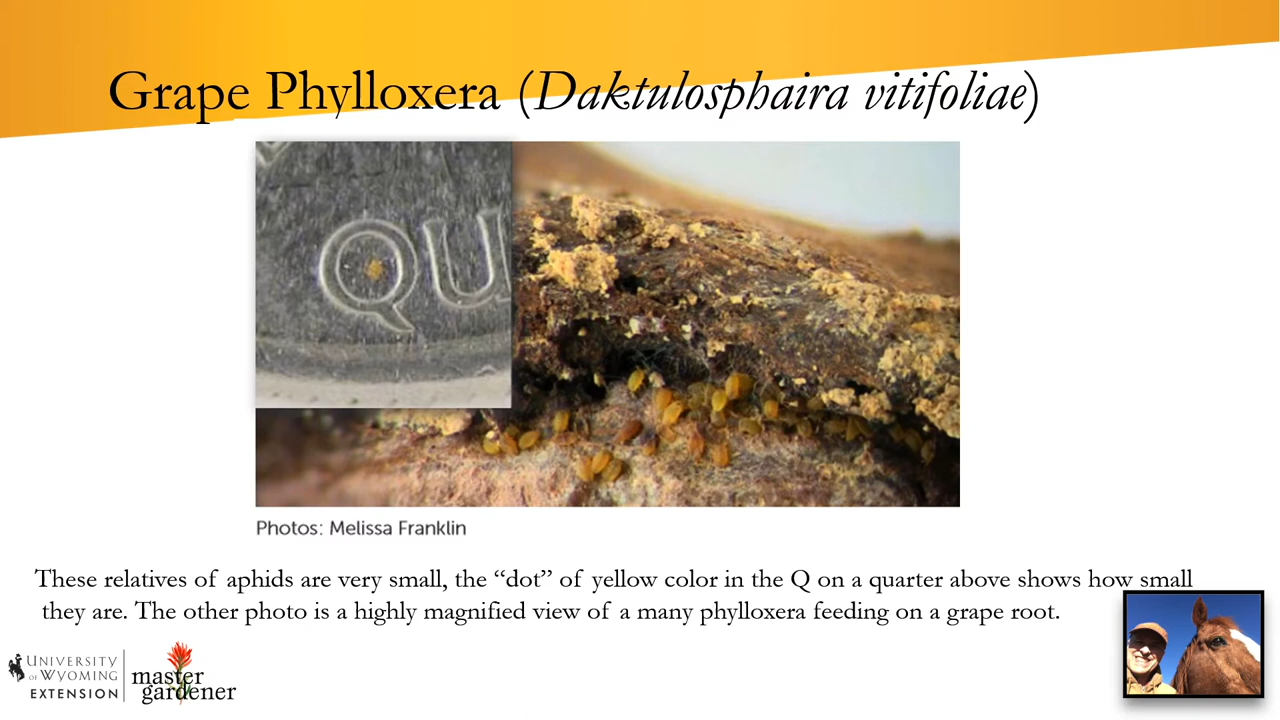 Grape Phylloxera (Daktulosphaira vitifoliae)
QU
Photos: Melissa Franklin
These relatives of aphids are very small, the “dot” of yellow color in the Q on a quarter above shows how small
they are. The other photo is a highly magnified view of a many phylloxera feeding on a grape root.
UNIVERSITY
OF WYOMING
EXTENSION
master
gardener